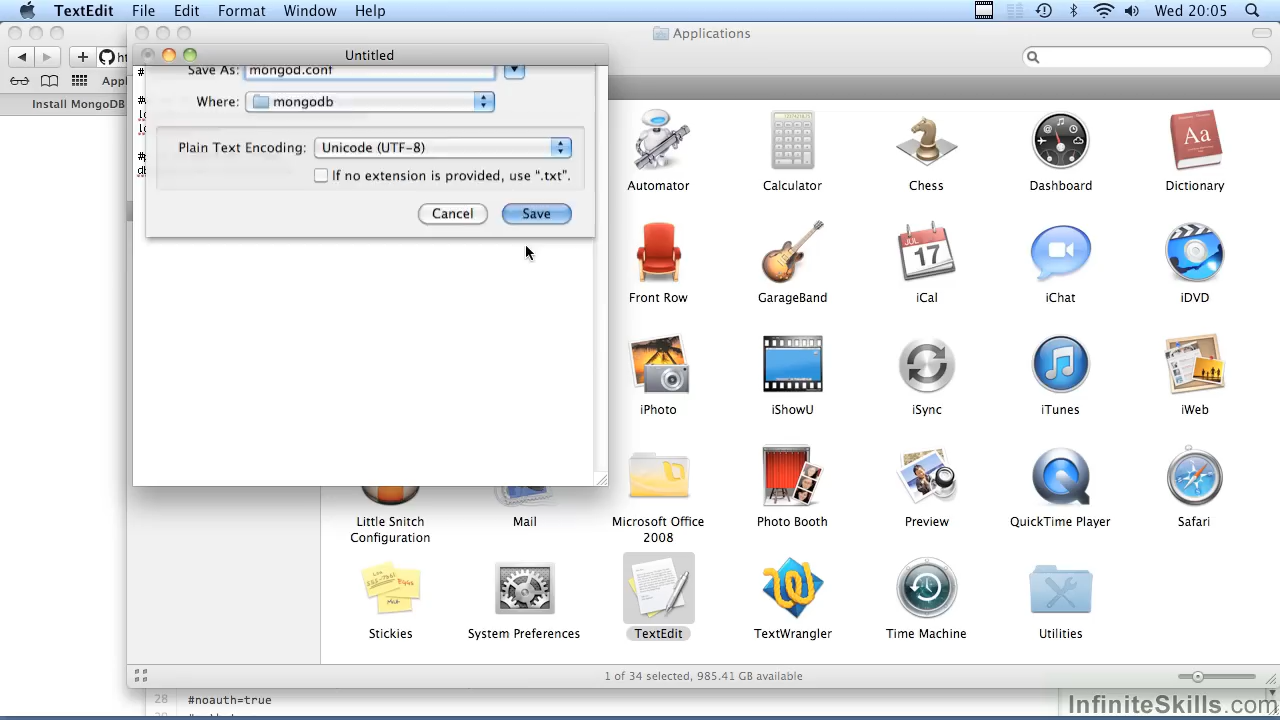 TextEdit File Edit Format Window Help Wed 20:05
Applications
Untitled
Save As: mongod.conf
Where: mongodb
Install MongoDB
Plain Text Encoding: Unicode (UTF-8)
If no extension is provided, use ".txt".
Cancel Save
Automator Calculator Chess Dashboard Dictionary
JUL 17
Aa
Front Row GarageBand iCal iChat iDVD
iPhoto iShowU iSync iTunes iWeb
Little Snitch Configuration
Mail
Microsoft Office 2008
Photo Booth Preview QuickTime Player Safari
Stickies System Preferences TextEdit TextWrangler Time Machine Utilities
1 of 34 selected, 985.41 GB available
28 #noauth=true
InfiniteSkills.com